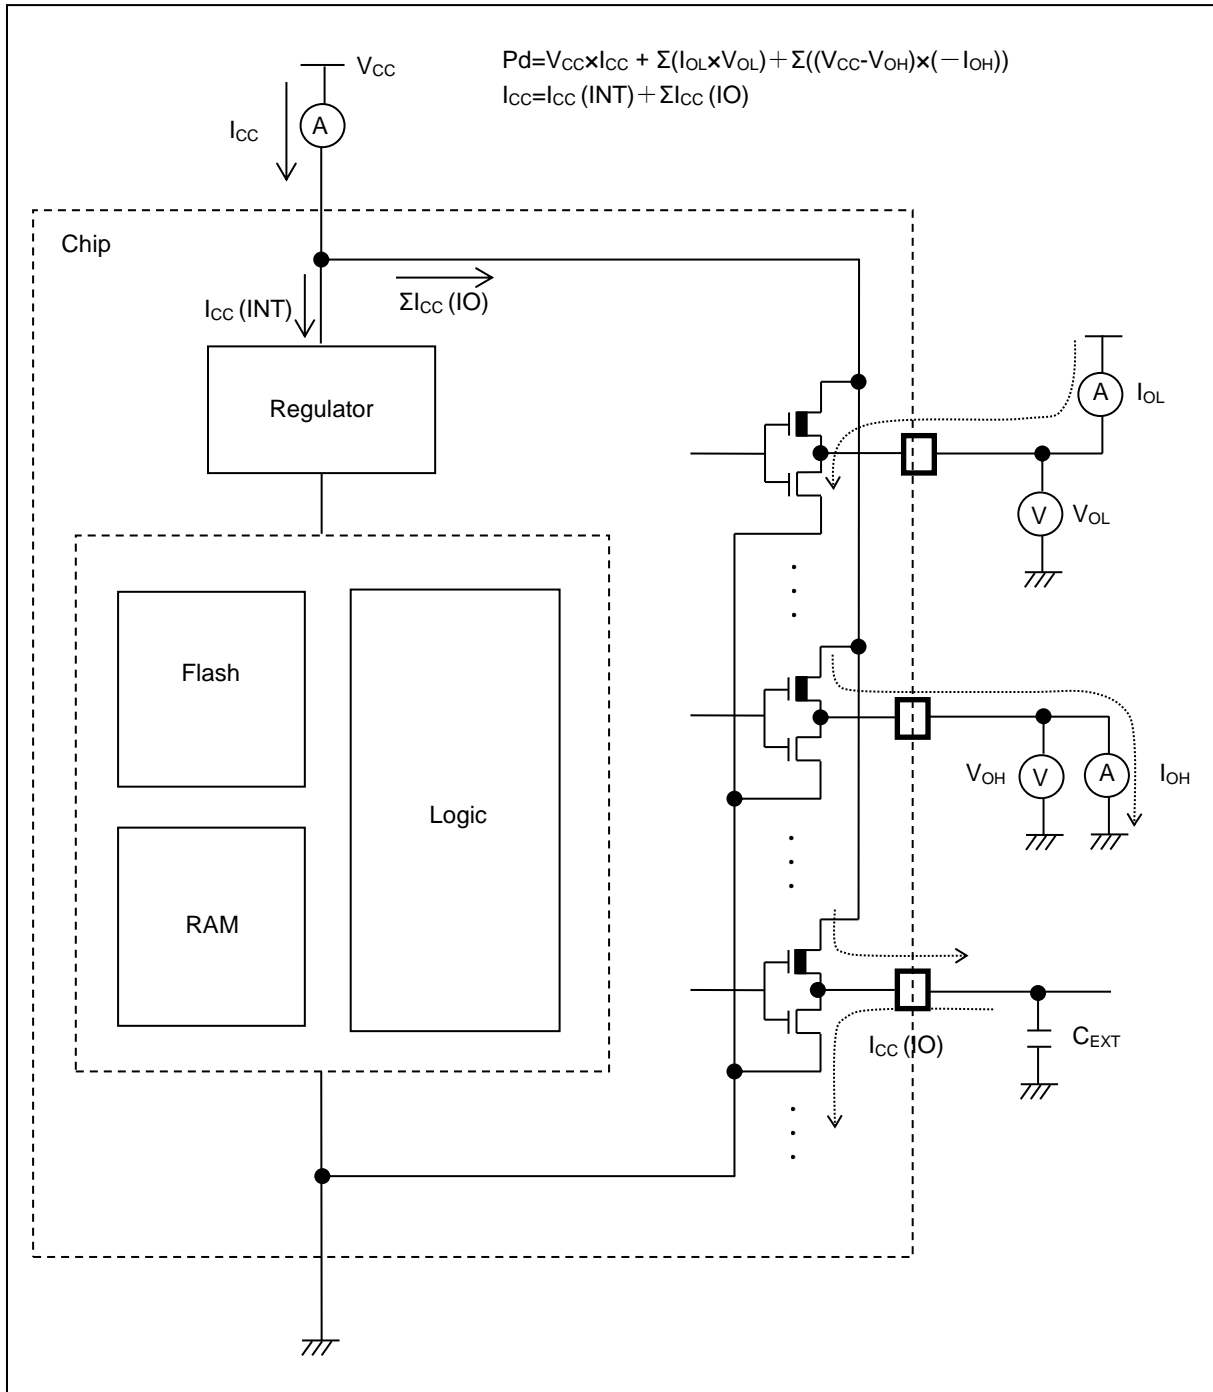 Pd=VCC×ICC + Σ(IOL×VOL)＋Σ((VCC-VOH)×(－IOH))
ICC=ICC (INT)＋ΣICC (IO)
VCC
A
ICC
Chip
ICC (INT)
ΣICC (IO)
Regulator
A
IOL
V
VOL
Flash
Logic
RAM
VOH
V
A
IOH
ICC (IO)
CEXT